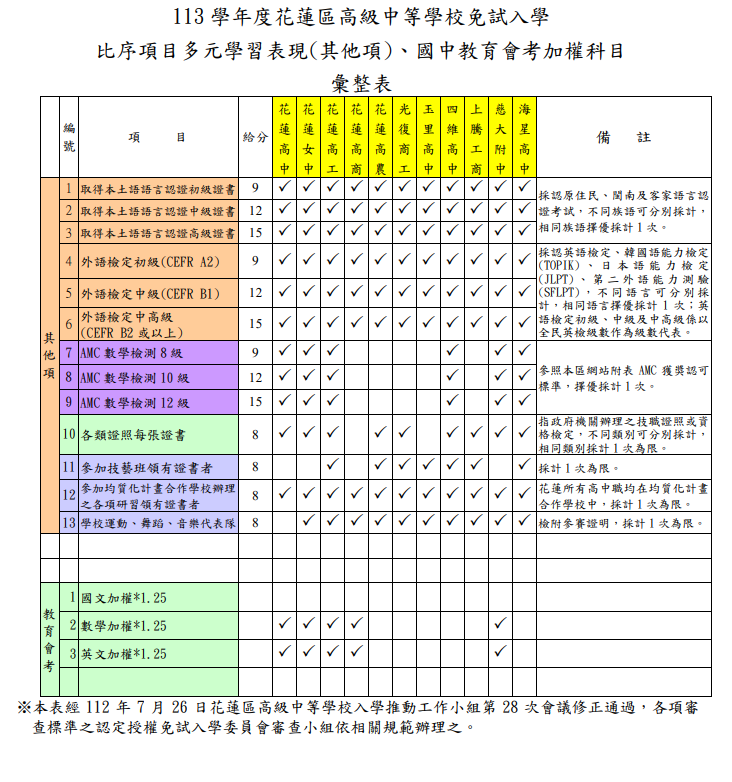 113 學年度花蓮區高級中等學校免試入學
比序項目多元學習表現(其他項)、國中教育會考加權科目
彙整表
編號 項 目 給分 花蓮高中 花蓮女中 花蓮高工 花蓮高商 花蓮高農 光復商工 玉里高中 四維高中 上騰工商 慈大附中 海星高中 備 註
其他項
1 取得本土語語言認證初級證書 9 ✓ ✓ ✓ ✓ ✓ ✓ ✓ ✓ ✓ ✓ ✓
2 取得本土語語言認證中級證書 12 ✓ ✓ ✓ ✓ ✓ ✓ ✓ ✓ ✓ ✓ ✓
3 取得本土語語言認證高級證書 15 ✓ ✓ ✓ ✓ ✓ ✓ ✓ ✓ ✓ ✓ ✓
採認原住民、閩南及客家語言認
證考試，不同族語可分別採計，
相同族語擇優採計 1 次。
4 外語檢定初級(CEFR A2) 9 ✓ ✓ ✓ ✓ ✓ ✓ ✓ ✓ ✓ ✓ ✓
5 外語檢定中級(CEFR B1) 12 ✓ ✓ ✓ ✓ ✓ ✓ ✓ ✓ ✓ ✓ ✓
6 外語檢定中高級
(CEFR B2 或以上) 15 ✓ ✓ ✓ ✓ ✓ ✓ ✓ ✓ ✓ ✓ ✓
採認英語檢定、韓國語能力檢定
(TOPIK)、日本語能力檢定
(JLPT)、第二外語能力測驗
(SFLPT)，不同語言可分別採
計，相同語言擇優採計 1 次；英
語檢定初級、中級及中高級係以
全民英檢級數作為級數代表。
7 AMC 數學檢測 8 級 9 ✓ ✓ ✓ ✓ ✓ ✓
8 AMC 數學檢測 10 級 12 ✓ ✓ ✓ ✓ ✓ ✓
9 AMC 數學檢測 12 級 15 ✓ ✓ ✓ ✓ ✓ ✓
參照本區網站附表 AMC 獲獎認可
標準，擇優採計 1 次。
10 各類證照每張證書 8 ✓ ✓ ✓ ✓ ✓ ✓ ✓ ✓ ✓
指政府機關辦理之技職證照或資
格檢定，不同類別可分別採計，
相同類別採計 1 次為限。
11 參加技藝班領有證書者 8 ✓ ✓ ✓ ✓ ✓ ✓ ✓ 採計 1 次為限。
12 參加均質化計畫合作學校辦理
之各項研習領有證書者 8 ✓ ✓ ✓ ✓ ✓ ✓ ✓ ✓ ✓ ✓ ✓
花蓮所有高中職均在均質化計畫
合作學校中，採計 1 次為限。
13 學校運動、舞蹈、音樂代表隊 8 ✓ ✓ ✓ ✓ ✓ ✓ ✓ ✓ ✓ ✓ 檢附參賽證明，採計 1 次為限。
教育會考
1 國文加權*1.25
2 數學加權*1.25 ✓ ✓ ✓ ✓ ✓
3 英文加權*1.25 ✓ ✓ ✓ ✓ ✓
※本表經 112 年 7 月 26 日花蓮區高級中等學校入學推動工作小組第 28 次會議修正通過，各項審
查標準之認定授權免試入學委員會審查小組依相關規範辦理之。